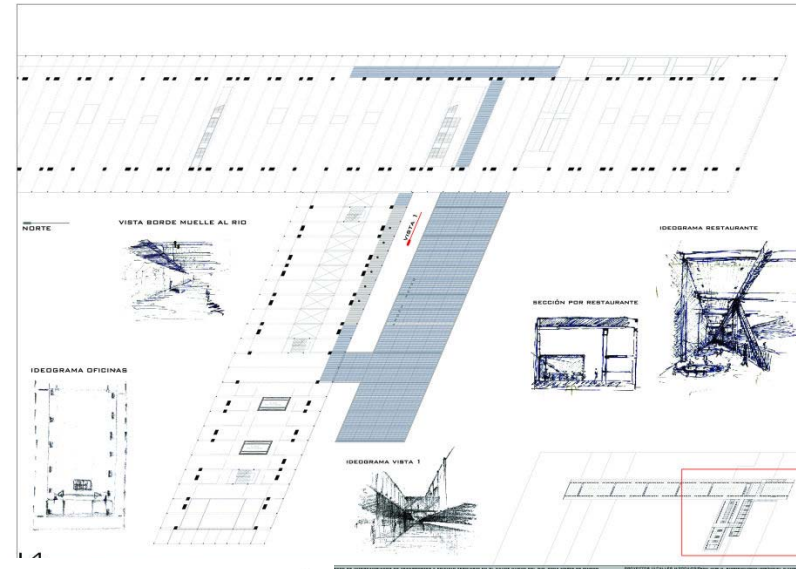 NORTE
VISTA BORDE MUELLE AL RIO
VISTA 1
IDEOGRAMA RESTAURANTE
SECCIÓN POR RESTAURANTE
IDEOGRAMA OFICINAS
IDEOGRAMA VISTA 1